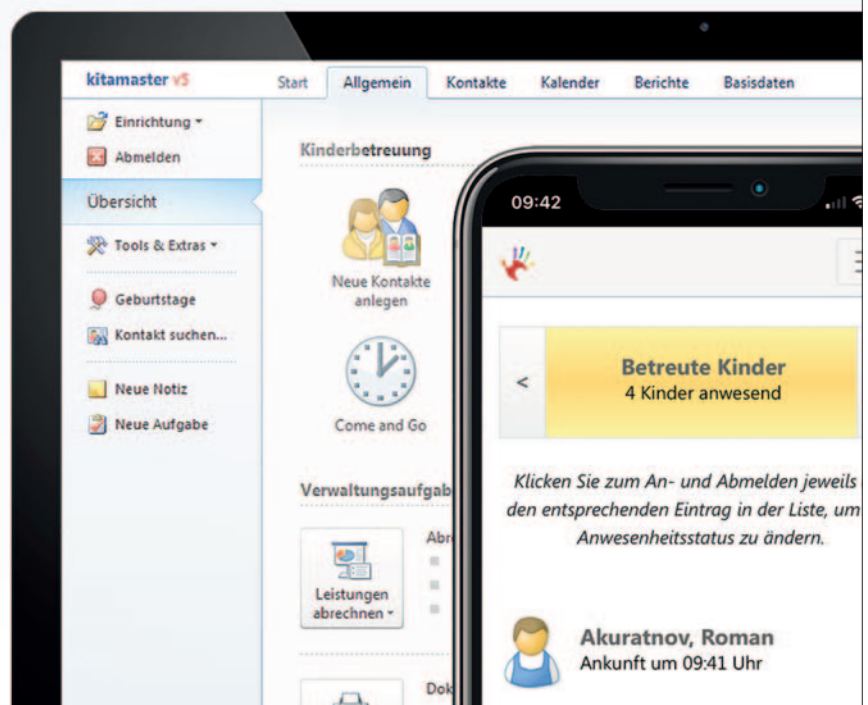 kitamaster v5
Start Allgemein Kontakte Kalender Berichte Basisdaten
Einrichtung
Abmelden
Übersicht
Tools & Extras
Geburtstage
Kontakt suchen...
Neue Notiz
Neue Aufgabe
Kinderbetreuung
Neue Kontakte
anlegen
Come and Go
Verwaltungsaufgab
Abr
Leistungen
abrechnen
Dok
09:42
<
Betreute Kinder
4 Kinder anwesend
Klicken Sie zum An- und Abmelden jeweils
den entsprechenden Eintrag in der Liste, um
Anwesenheitsstatus zu ändern.
Akuratnov, Roman
Ankunft um 09:41 Uhr